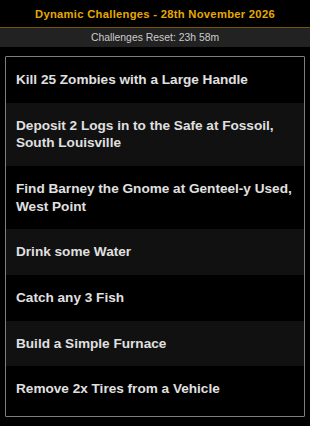 Dynamic Challenges - 28th November 2026
Challenges Reset: 23h 58m
Kill 25 Zombies with a Large Handle
Deposit 2 Logs in to the Safe at Fossil,
South Louisville
Find Barney the Gnome at Genteel-y Used,
West Point
Drink some Water
Catch any 3 Fish
Build a Simple Furnace
Remove 2x Tires from a Vehicle